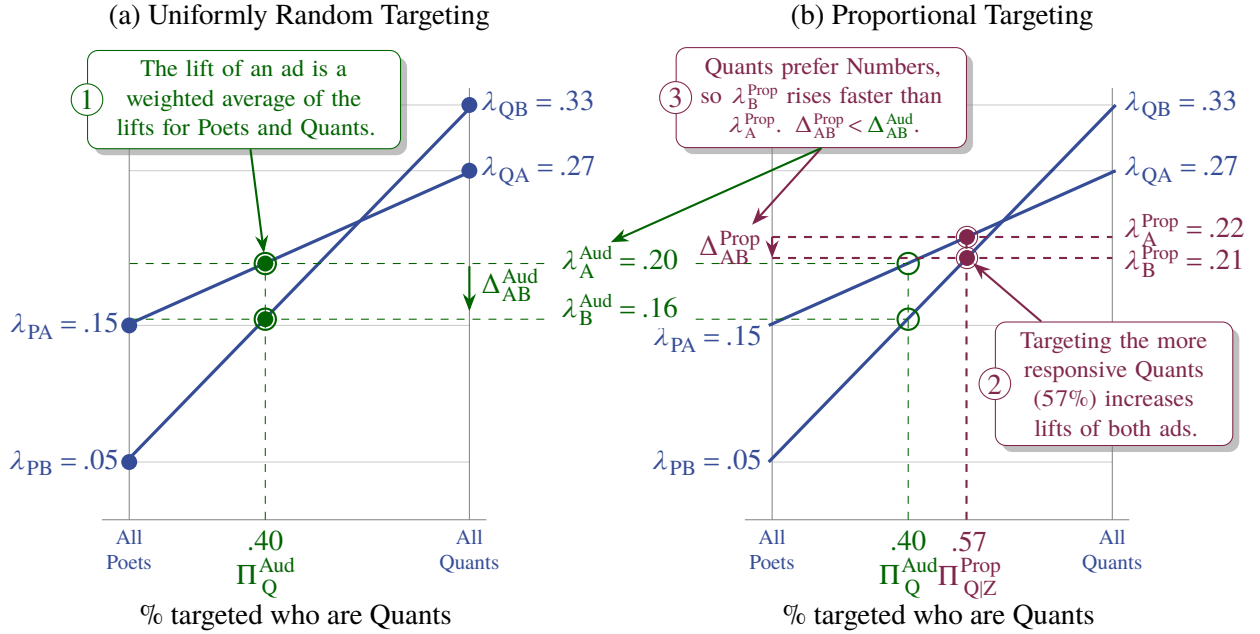 (a) Uniformly Random Targeting
1
The lift of an ad is a
weighted average of the
lifts for Poets and Quants.
λ_QB = .33
λ_QA = .27
λ_PA = .15
λ_PB = .05
Δ_AB^Aud
λ_A^Aud = .20
λ_B^Aud = .16
All
Poets
.40
Π_Q^Aud
All
Quants
% targeted who are Quants
(b) Proportional Targeting
3
Quants prefer Numbers,
so λ_B^Prop rises faster than
λ_A^Prop. Δ_AB^Prop < Δ_AB^Aud.
λ_QB = .33
λ_QA = .27
Δ_AB^Prop
λ_A^Prop = .22
λ_B^Prop = .21
λ_PA = .15
λ_PB = .05
2
Targeting the more
responsive Quants
(57%) increases
lifts of both ads.
All
Poets
.40
Π_Q^Aud
.57
Π_Q|Z^Prop
All
Quants
% targeted who are Quants